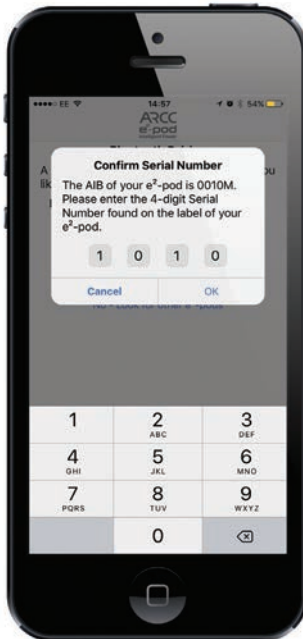 EE 14:57 54%
ARCC
e²-pod
A
ou
lik
Confirm Serial Number
The AIB of your e²-pod is 0010M.
Please enter the 4-digit Serial
Number found on the label of your
e²-pod.
1 0 1 0
Cancel OK
1 2 3
ABC DEF
4 5 6
GHI JKL MNO
7 8 9
PQRS TUV WXYZ
0